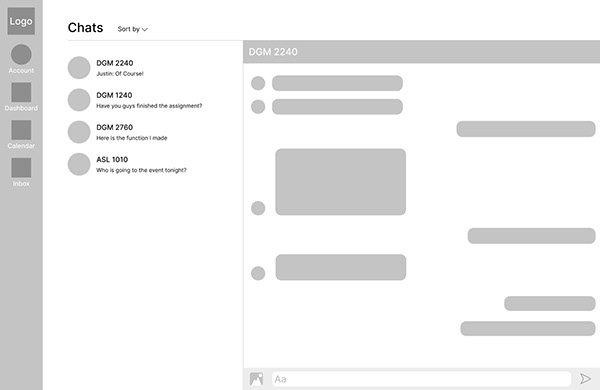 Logo
Account
Dashboard
Calendar
Inbox
Chats
Sort by
DGM 2240
Justin: Of Course!
DGM 1240
Have you guys finished the assignment?
DGM 2760
Here is the function I made
ASL 1010
Who is going to the event tonight?
DGM 2240
Aa